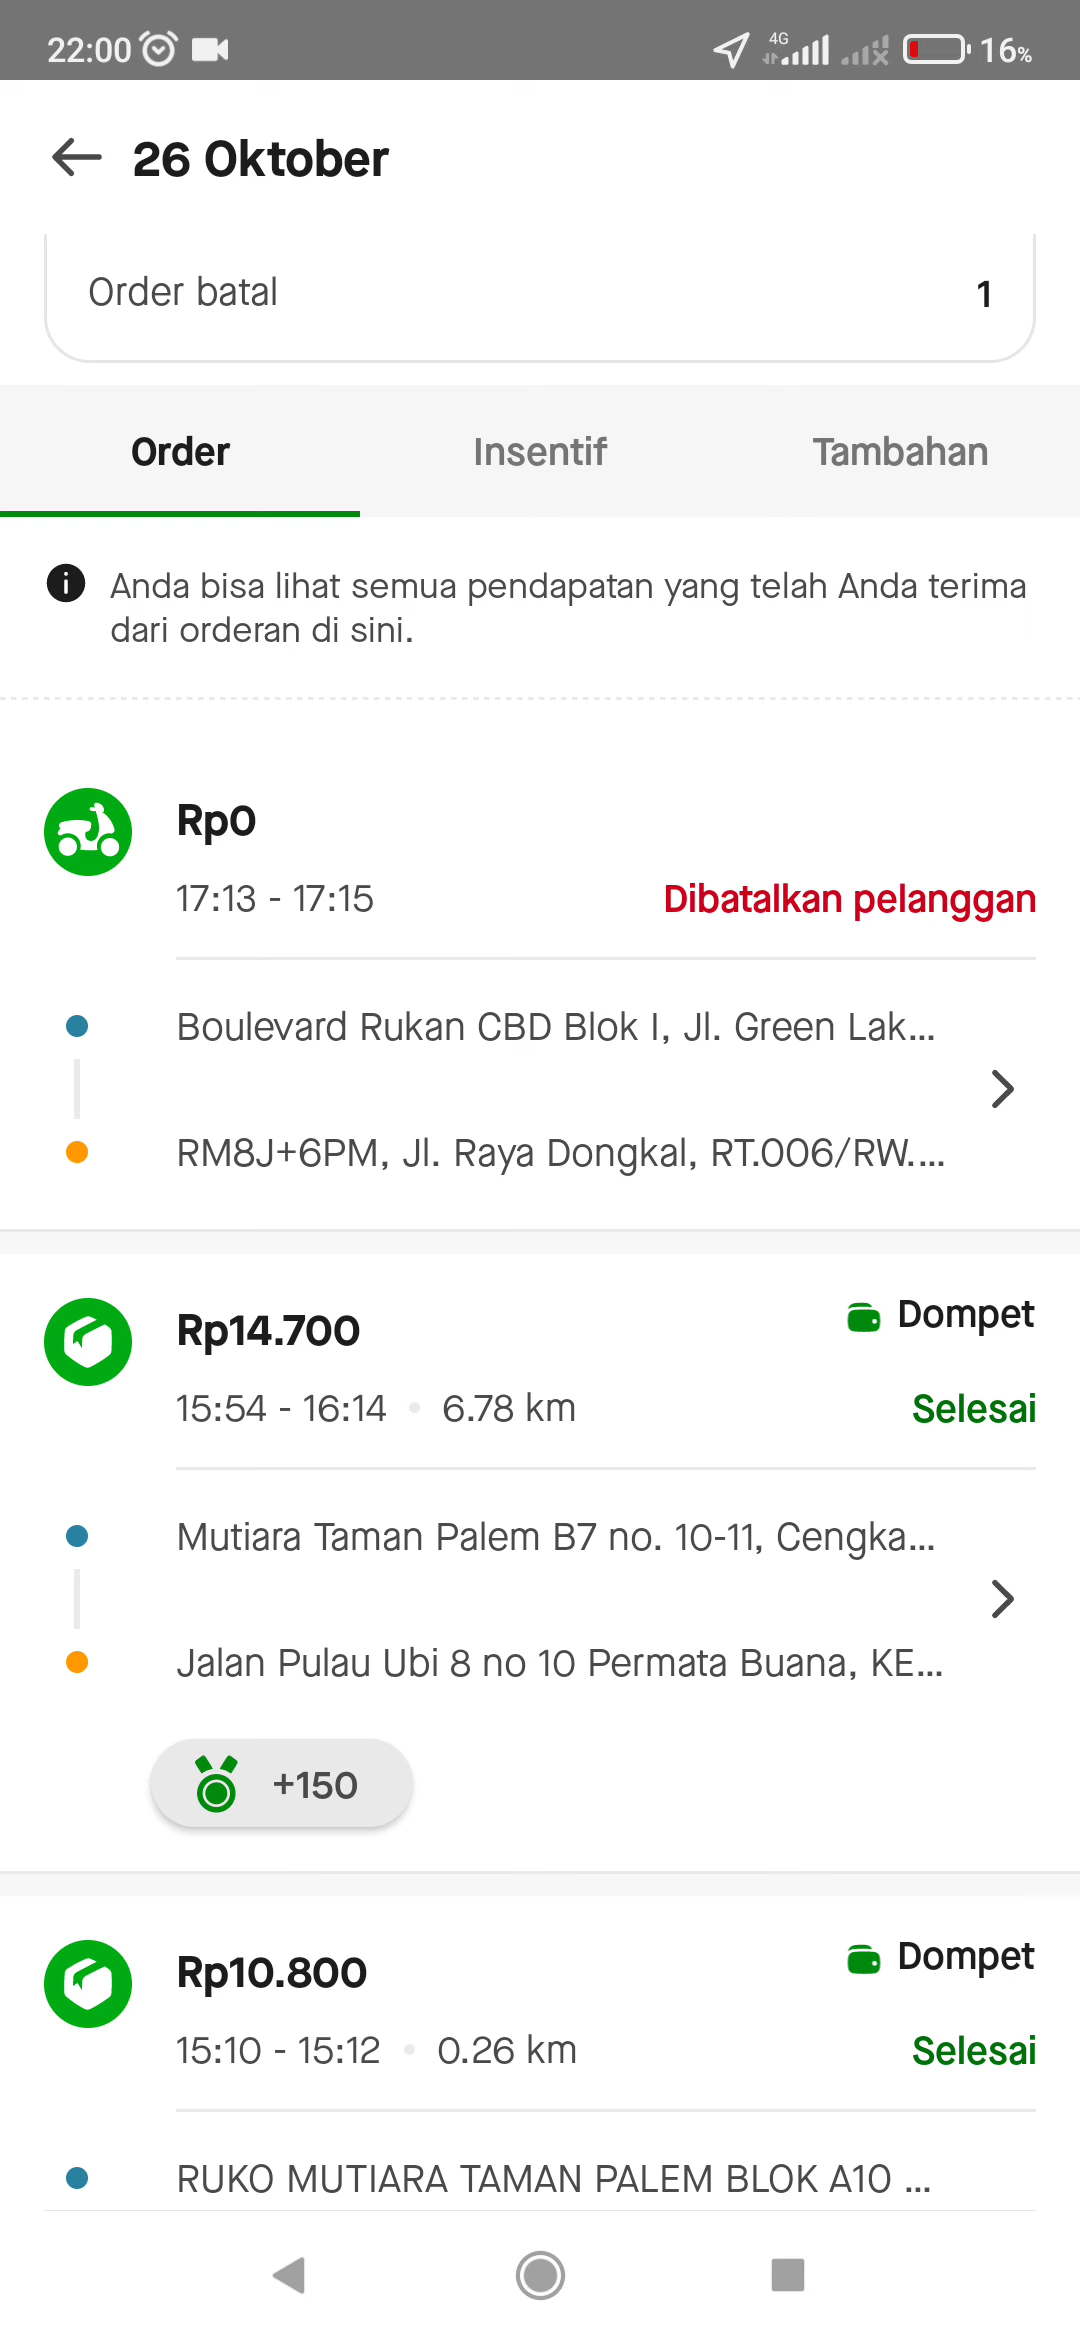 22:00
4G
16%
26 Oktober
Order batal 1
Order Insentif Tambahan
Anda bisa lihat semua pendapatan yang telah Anda terima
dari orderan di sini.
Rp0
17:13 - 17:15 Dibatalkan pelanggan
Boulevard Rukan CBD Blok I, Jl. Green Lak...
RM8J+6PM, Jl. Raya Dongkal, RT.006/RW....
Rp14.700 Dompet
15:54 - 16:14 • 6.78 km Selesai
Mutiara Taman Palem B7 no. 10-11, Cengka...
Jalan Pulau Ubi 8 no 10 Permata Buana, KE...
+150
Rp10.800 Dompet
15:10 - 15:12 • 0.26 km Selesai
RUKO MUTIARA TAMAN PALEM BLOK A10 ...